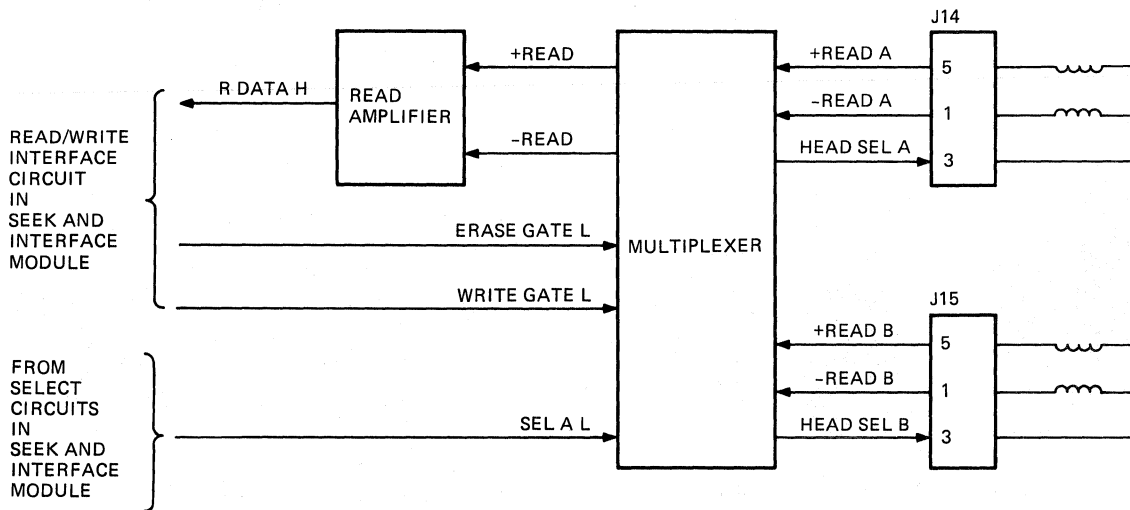 J14
+READ
+READ A
5
R DATA H
READ
AMPLIFIER
-READ A
1
READ/WRITE
INTERFACE
CIRCUIT
IN
SEEK AND
INTERFACE
MODULE
-READ
HEAD SEL A
3
ERASE GATE L
MULTIPLEXER
WRITE GATE L
J15
+READ B
5
FROM
SELECT
CIRCUITS
IN
SEEK AND
INTERFACE
MODULE
-READ B
1
SEL A L
HEAD SEL B
3